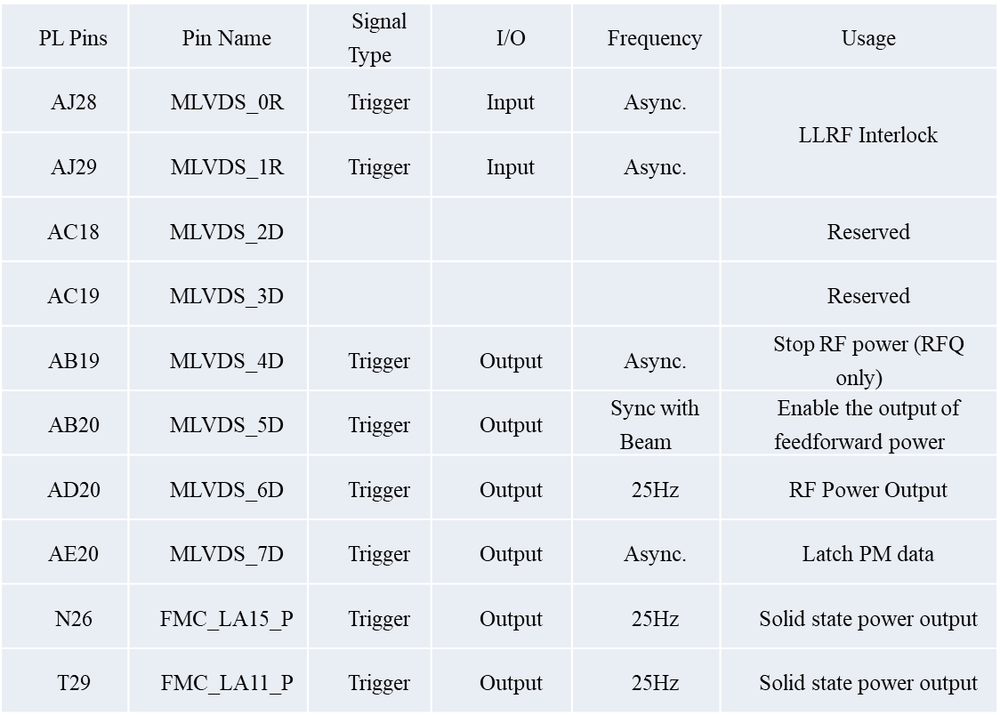 PL Pins Pin Name Signal Type I/O Frequency Usage
AJ28 MLVDS_0R Trigger Input Async. LLRF Interlock
AJ29 MLVDS_1R Trigger Input Async.
AC18 MLVDS_2D Reserved
AC19 MLVDS_3D Reserved
AB19 MLVDS_4D Trigger Output Async. Stop RF power (RFQ only)
AB20 MLVDS_5D Trigger Output Sync with Beam Enable the output of feedforward power
AD20 MLVDS_6D Trigger Output 25Hz RF Power Output
AE20 MLVDS_7D Trigger Output Async. Latch PM data
N26 FMC_LA15_P Trigger Output 25Hz Solid state power output
T29 FMC_LA11_P Trigger Output 25Hz Solid state power output